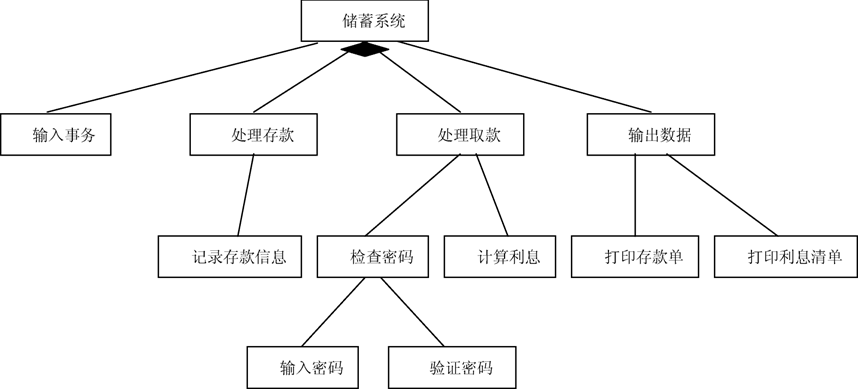 储蓄系统
输入事务
处理存款
处理取款
输出数据
记录存款信息
检查密码
计算利息
打印存款单
打印利息清单
输入密码
验证密码